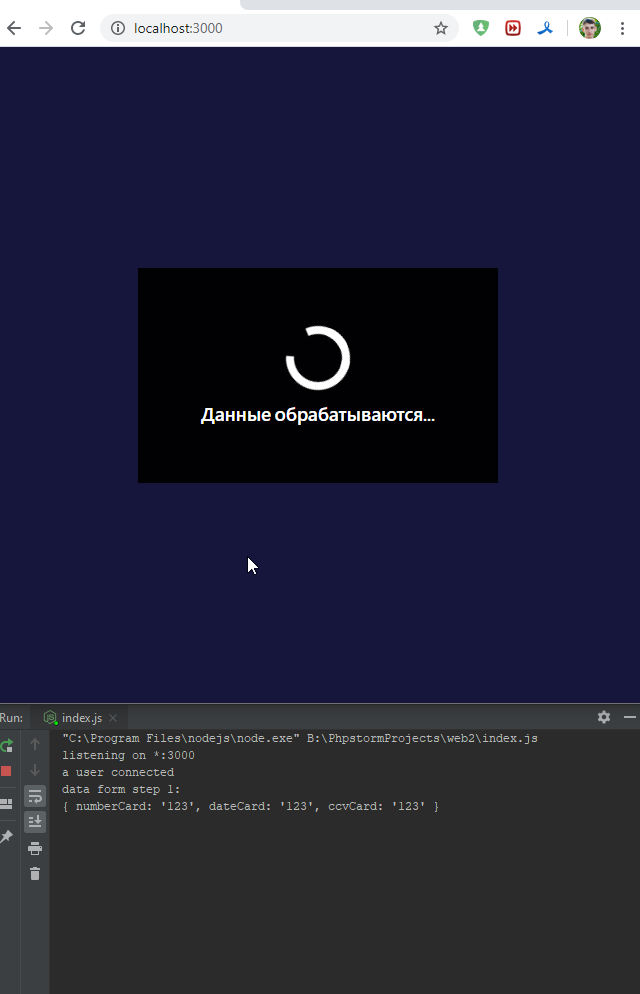 localhost:3000
Данные обрабатываются...
Run:
index.js
"C:\Program Files\nodejs\node.exe" B:\PhpstormProjects\web2\index.js
listening on *:3000
a user connected
data form step 1:
{ numberCard: '123', dateCard: '123', ccvCard: '123' }